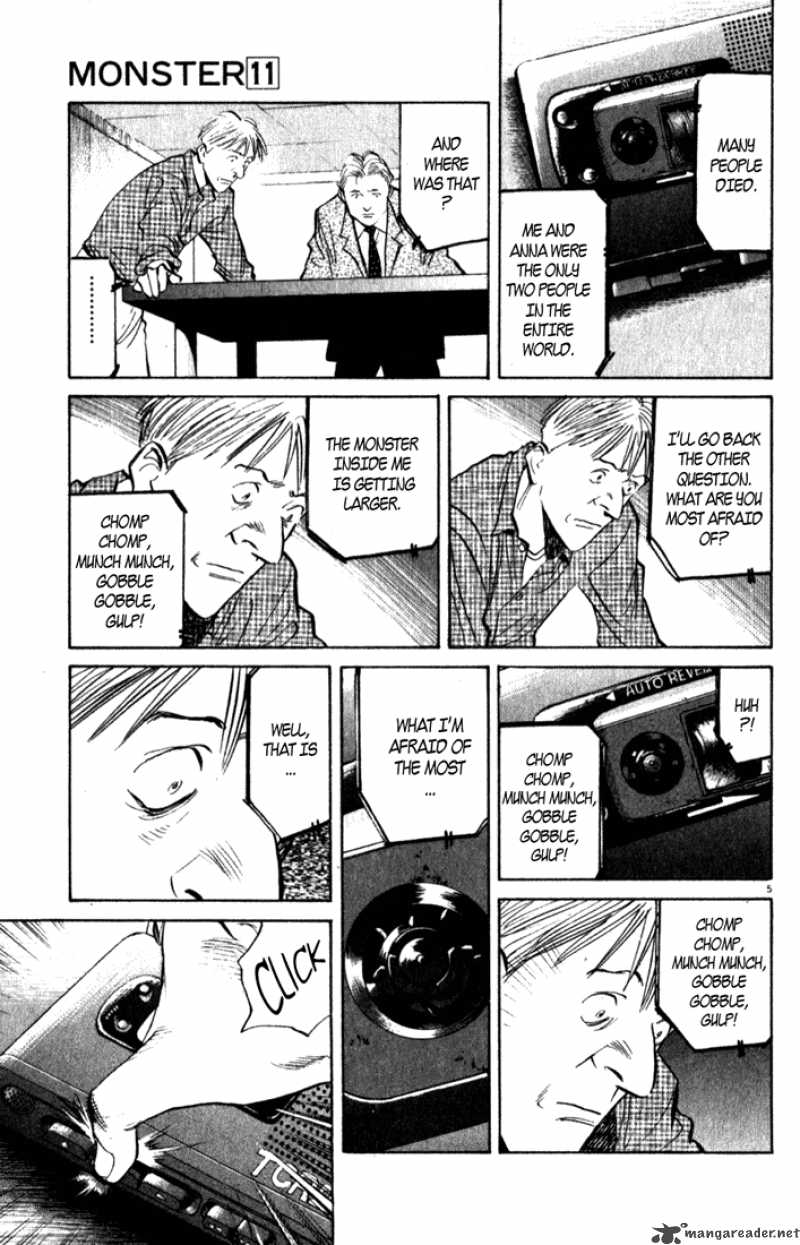 MONSTER 11
MANY
PEOPLE
DIED.
ME AND
ANNA WERE
THE ONLY
TWO PEOPLE
IN THE
ENTIRE
WORLD.
AND
WHERE
WAS THAT
?
.........
I'LL GO BACK
THE OTHER
QUESTION.
WHAT ARE YOU
MOST AFRAID
OF?
THE MONSTER
INSIDE ME
IS GETTING
LARGER.
CHOMP
CHOMP,
MUNCH MUNCH,
GOBBLE
GOBBLE,
GULP!
HUH
?!
AUTO REVER
CHOMP
CHOMP,
MUNCH MUNCH,
GOBBLE
GOBBLE,
GULP!
5
CHOMP
CHOMP,
MUNCH MUNCH,
GOBBLE
GOBBLE,
GULP!
WHAT I'M
AFRAID OF
THE MOST
...
WELL,
THAT IS
...
CLICK
mangareader.net